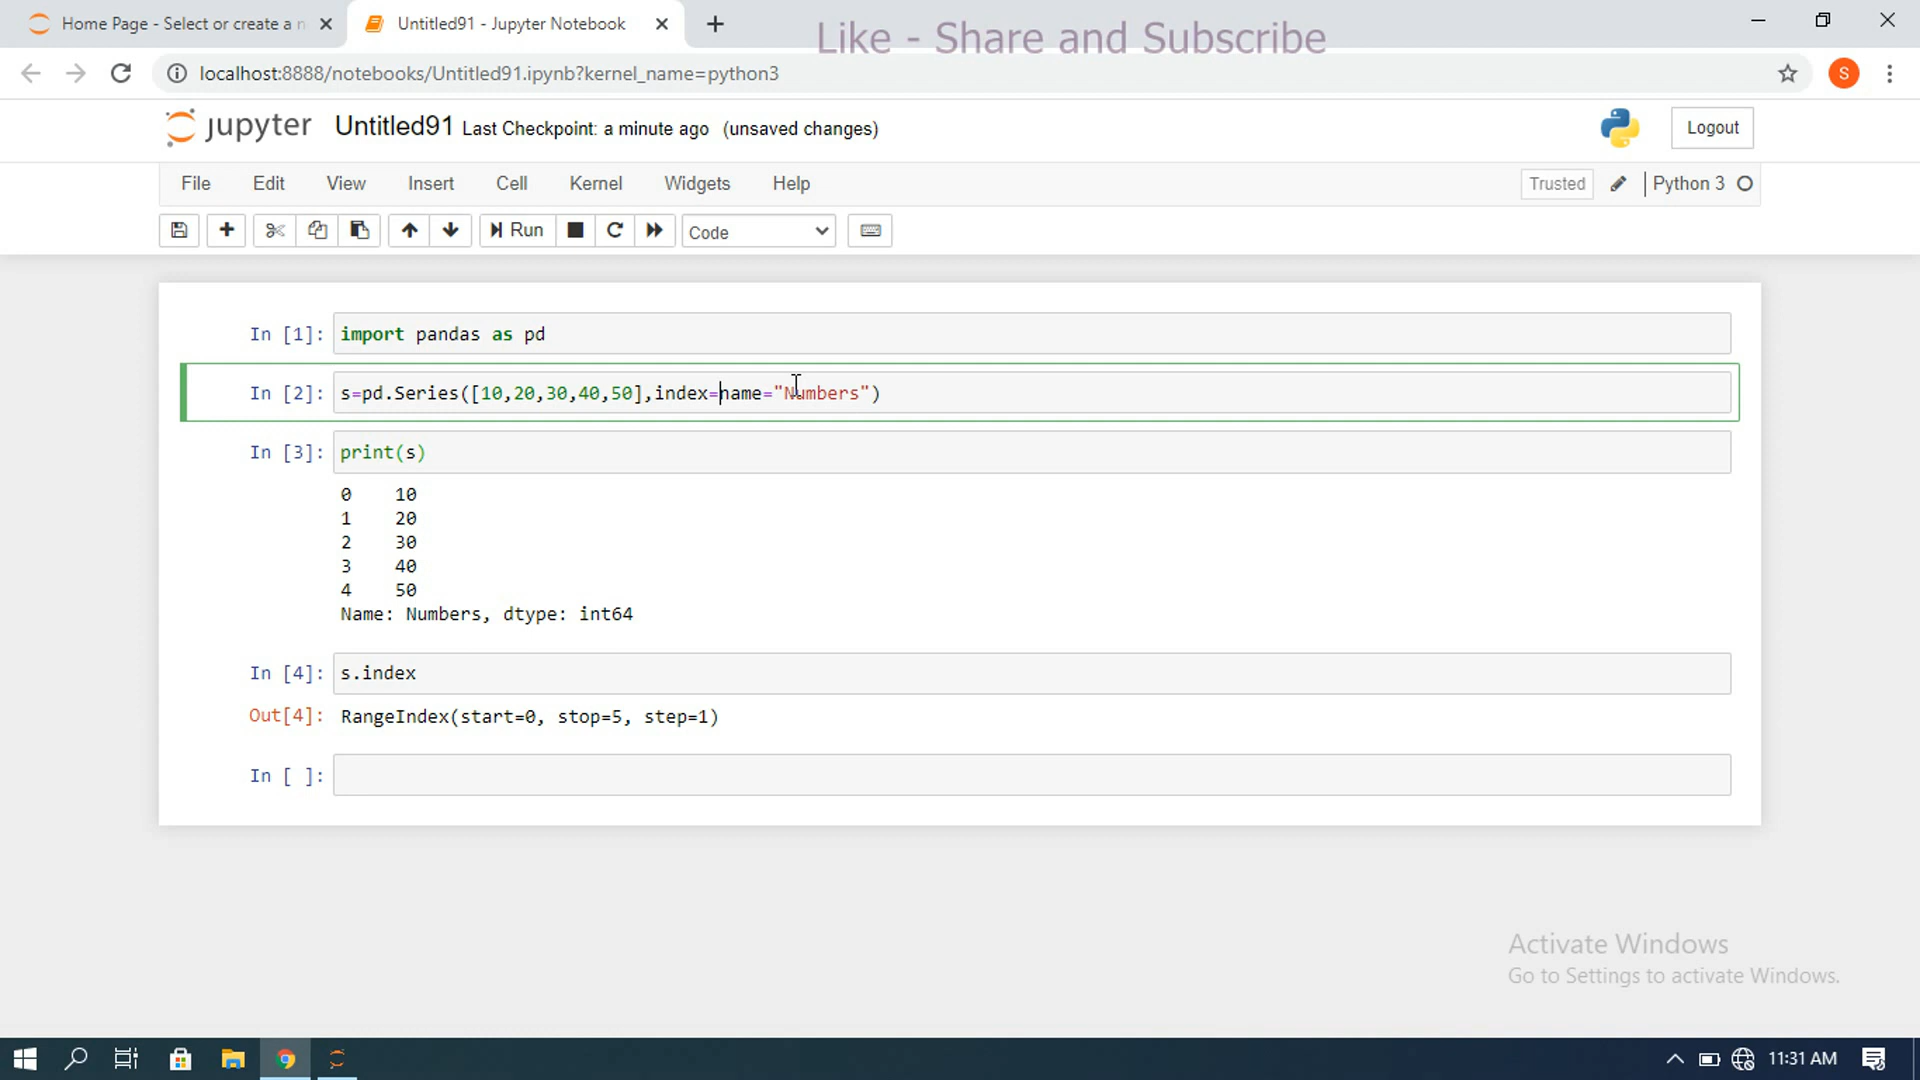 Home Page - Select or create a n
Untitled91 - Jupyter Notebook
Like - Share and Subscribe
localhost:8888/notebooks/Untitled91.ipynb?kernel_name=python3
S
jupyter Untitled91 Last Checkpoint: a minute ago (unsaved changes)
Logout
File Edit View Insert Cell Kernel Widgets Help
Trusted Python 3
Run Code
In [1]: import pandas as pd
In [2]: s=pd.Series([10,20,30,40,50],index=name="Numbers")
In [3]: print(s)
0 10
1 20
2 30
3 40
4 50
Name: Numbers, dtype: int64
In [4]: s.index
Out[4]: RangeIndex(start=0, stop=5, step=1)
In [ ]:
Activate Windows
Go to Settings to activate Windows.
11:31 AM